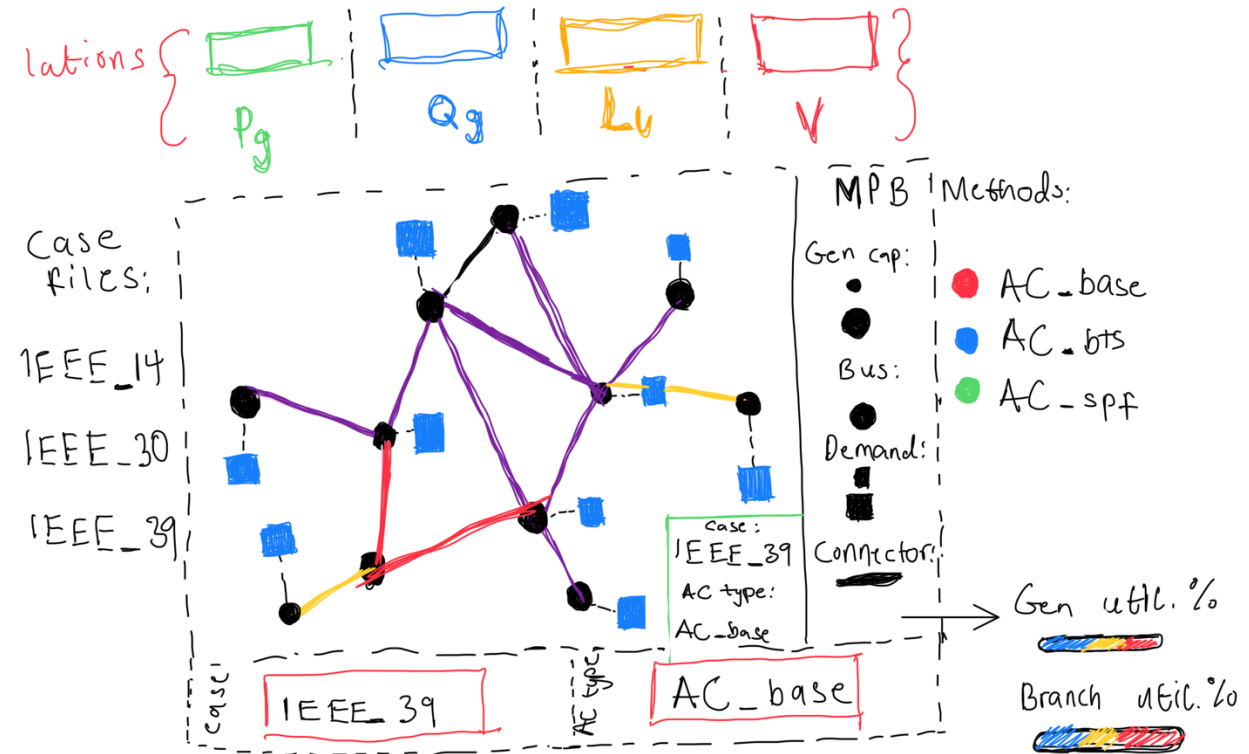 lations
Pg
Qg
Lv
V
Case
files:
IEEE_14
IEEE_30
IEEE_39
MPB
Gen cap:
Bus:
Demand:
Connector:
Methods:
AC_base
AC_bts
AC_spf
case:
IEEE_39
AC type:
AC_base
case
IEEE_39
AC type
AC_base
Gen util. %
Branch util. %